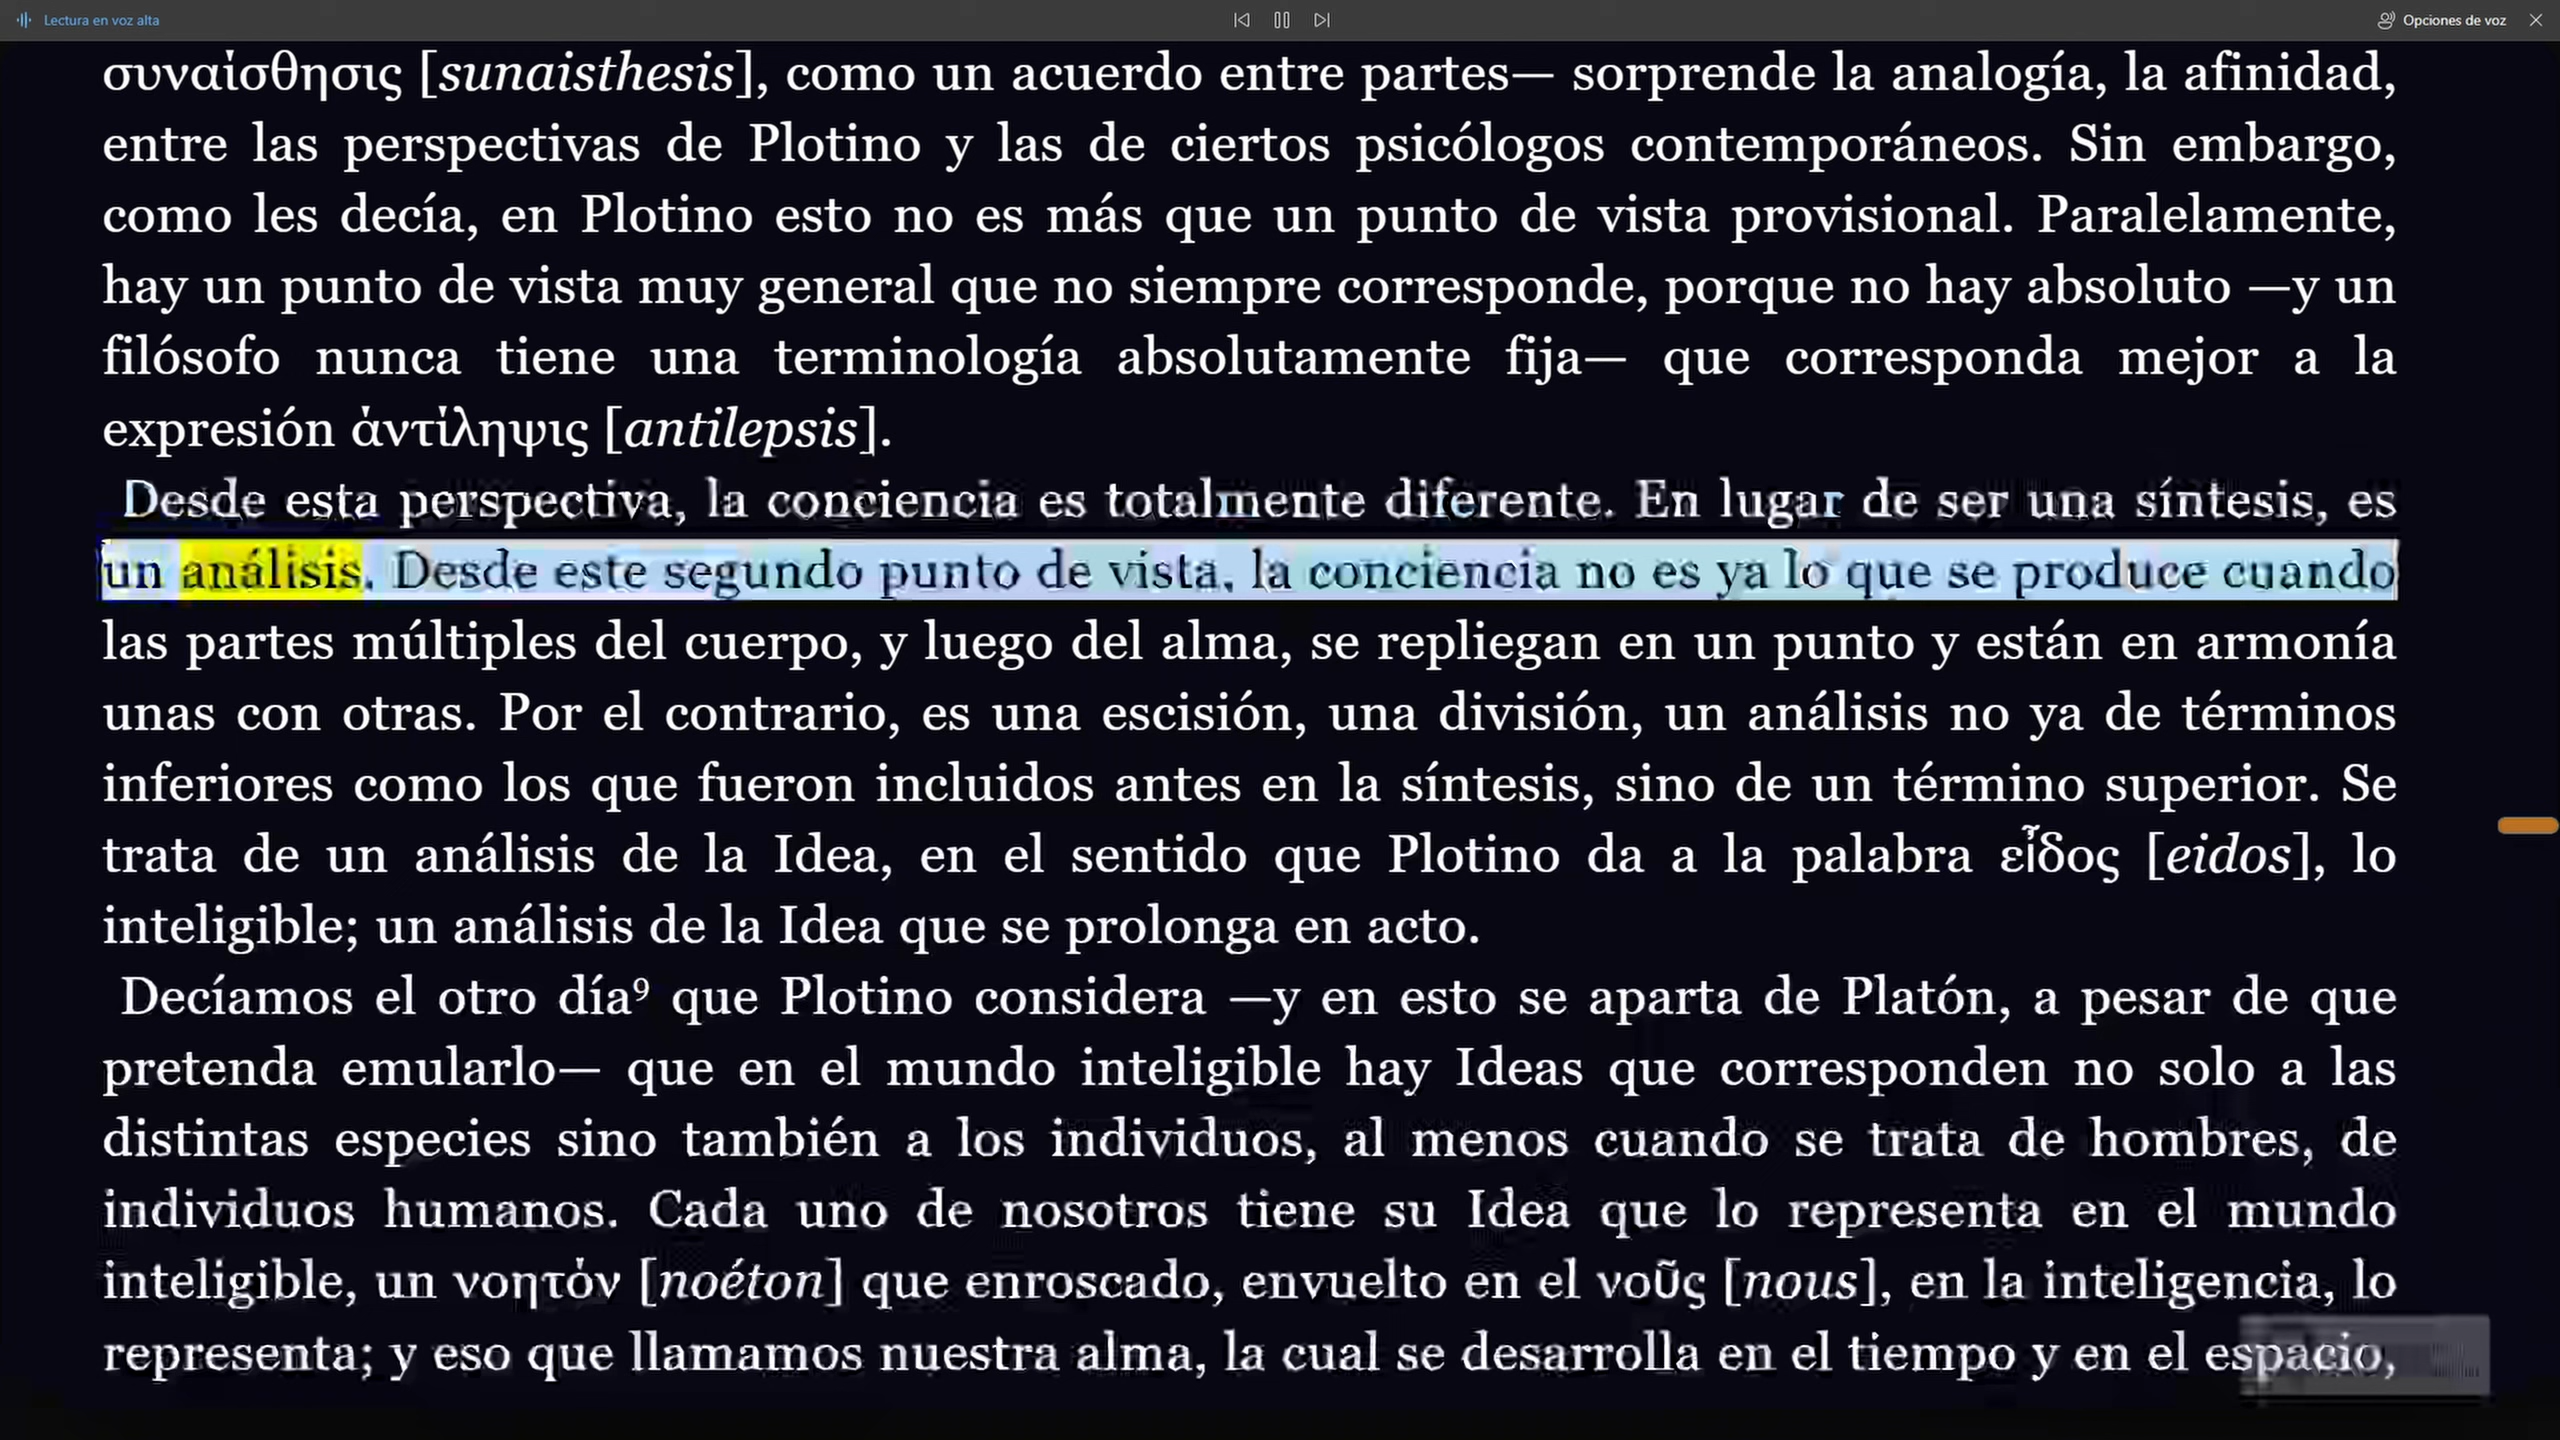 Lectura en voz alta
Opciones de voz
συναίσθησις [sunaisthesis], como un acuerdo entre partes— sorprende la analogía, la afinidad,
entre las perspectivas de Plotino y las de ciertos psicólogos contemporáneos. Sin embargo,
como les decía, en Plotino esto no es más que un punto de vista provisional. Paralelamente,
hay un punto de vista muy general que no siempre corresponde, porque no hay absoluto —y un
filósofo nunca tiene una terminología absolutamente fija— que corresponda mejor a la
expresión ἀντίληψις [antilepsis].
Desde esta perspectiva, la conciencia es totalmente diferente. En lugar de ser una síntesis, es
un análisis. Desde este segundo punto de vista, la conciencia no es ya lo que se produce cuando
las partes múltiples del cuerpo, y luego del alma, se repliegan en un punto y están en armonía
unas con otras. Por el contrario, es una escisión, una división, un análisis no ya de términos
inferiores como los que fueron incluidos antes en la síntesis, sino de un término superior. Se
trata de un análisis de la Idea, en el sentido que Plotino da a la palabra εἶδος [eidos], lo
inteligible; un análisis de la Idea que se prolonga en acto.
Decíamos el otro día⁹ que Plotino considera —y en esto se aparta de Platón, a pesar de que
pretenda emularlo— que en el mundo inteligible hay Ideas que corresponden no solo a las
distintas especies sino también a los individuos, al menos cuando se trata de hombres, de
individuos humanos. Cada uno de nosotros tiene su Idea que lo representa en el mundo
inteligible, un νοητὸν [noéton] que enroscado, envuelto en el νοῦς [nous], en la inteligencia, lo
representa; y eso que llamamos nuestra alma, la cual se desarrolla en el tiempo y en el espacio,